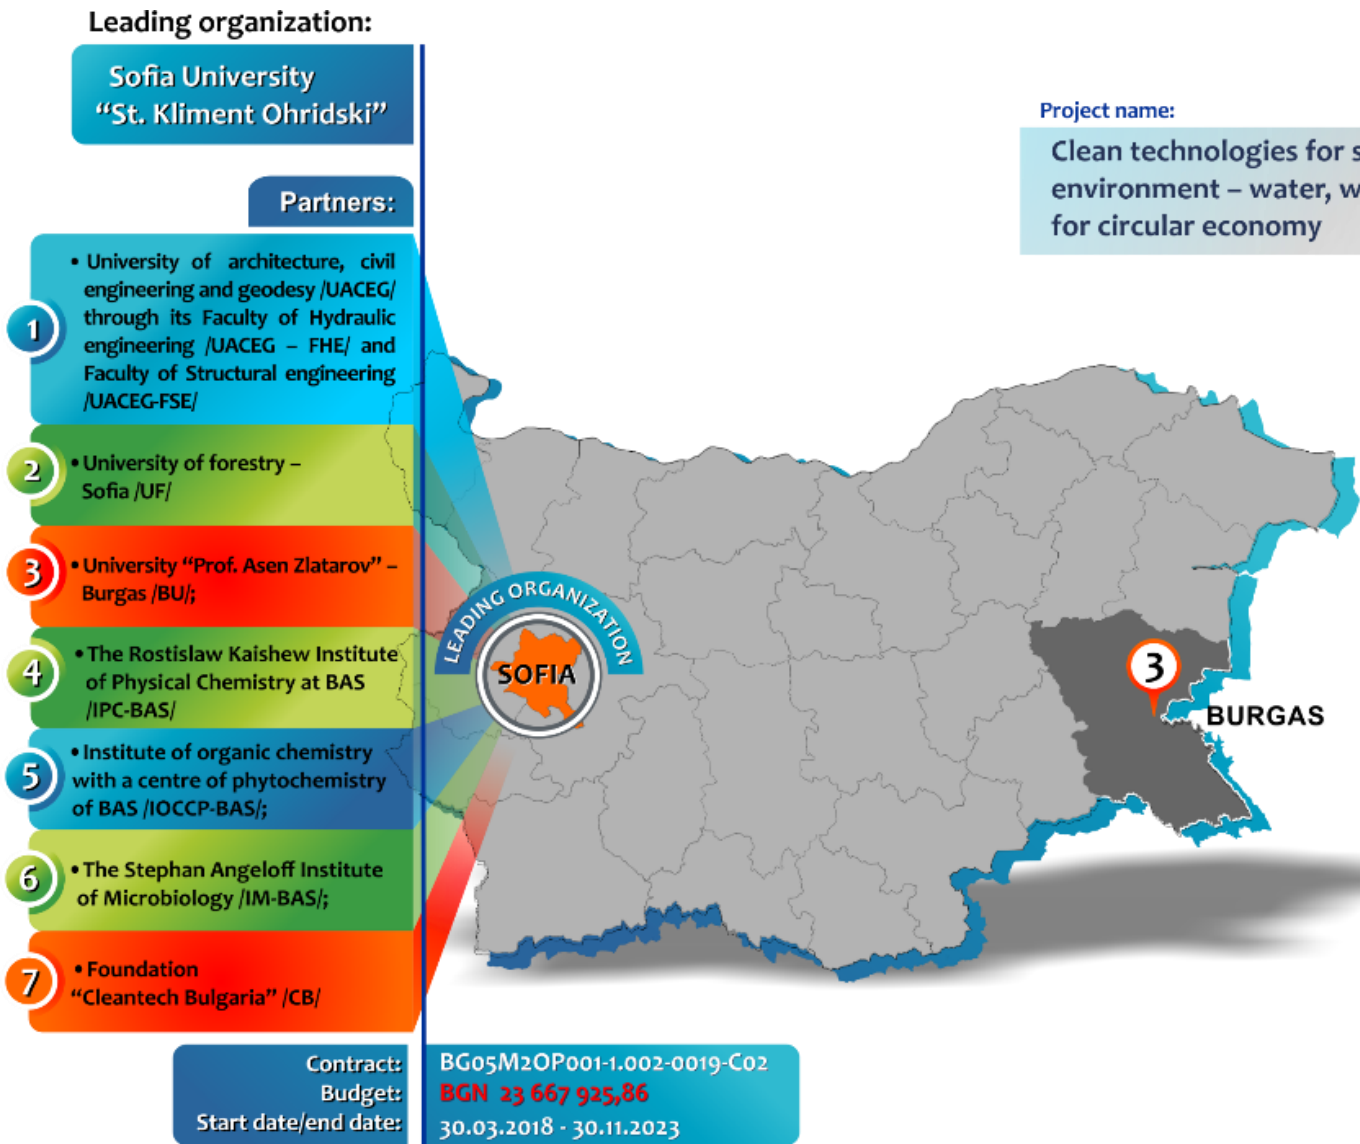 Leading organization:
Sofia University
“St. Kliment Ohridski”
Partners:
1
• University of architecture, civil
engineering and geodesy /UACEG/
through its Faculty of Hydraulic
engineering /UACEG – FHE/ and
Faculty of Structural engineering
/UACEG-FSE/
2
• University of forestry –
Sofia /UF/
3
• University “Prof. Asen Zlatarov” –
Burgas /BU/;
4
• The Rostislaw Kaishew Institute
of Physical Chemistry at BAS
/IPC-BAS/
5
• Institute of organic chemistry
with a centre of phytochemistry
of BAS /IOCCP-BAS/;
6
• The Stephan Angeloff Institute
of Microbiology /IM-BAS/;
7
• Foundation
“Cleantech Bulgaria” /CB/
Contract: BG05M2OP001-1.002-0019-C02
Budget: BGN 23 667 925,86
Start date/end date: 30.03.2018 - 30.11.2023
Project name:
Clean technologies for s
environment – water, w
for circular economy
LEADING ORGANIZATION
SOFIA
3
BURGAS